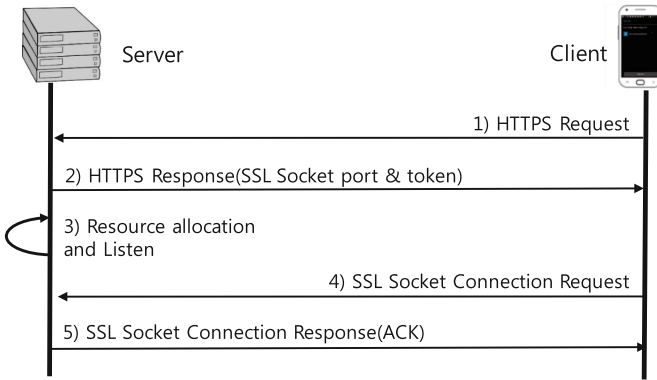 Server
Client
1) HTTPS Request
2) HTTPS Response(SSL Socket port & token)
3) Resource allocation
and Listen
4) SSL Socket Connection Request
5) SSL Socket Connection Response(ACK)